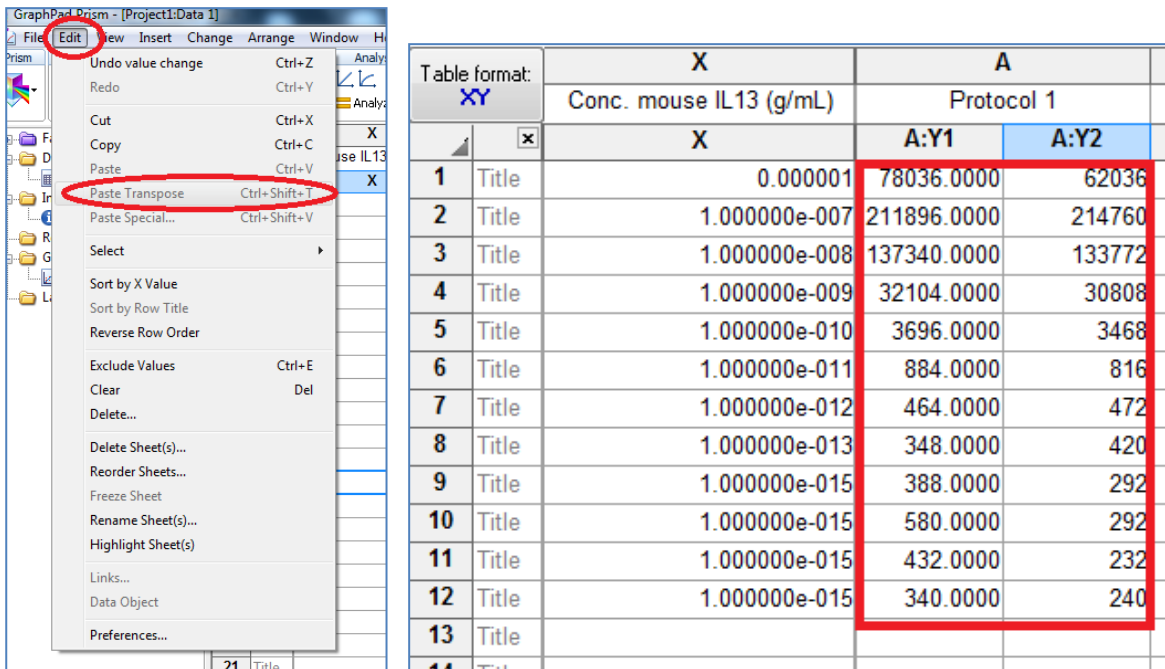 GraphPad Prism - [Project1:Data 1]
File Edit View Insert Change Arrange Window
Prism
Analy
Analyz
X
use IL13
X
Undo value change Ctrl+Z
Redo Ctrl+Y
Cut Ctrl+X
Copy Ctrl+C
Paste Ctrl+V
Paste Transpose Ctrl+Shift+T
Paste Special... Ctrl+Shift+V
Select
Sort by X Value
Sort by Row Title
Reverse Row Order
Exclude Values Ctrl+E
Clear Del
Delete...
Delete Sheet(s)...
Reorder Sheets...
Freeze Sheet
Rename Sheet(s)...
Highlight Sheet(s)
Links...
Data Object
Preferences...
21 Title
Table format: X A
XY Conc. mouse IL13 (g/mL) Protocol 1
X A:Y1 A:Y2
1 Title 0.000001 78036.0000 62036
2 Title 1.000000e-007 211896.0000 214760
3 Title 1.000000e-008 137340.0000 133772
4 Title 1.000000e-009 32104.0000 30808
5 Title 1.000000e-010 3696.0000 3468
6 Title 1.000000e-011 884.0000 816
7 Title 1.000000e-012 464.0000 472
8 Title 1.000000e-013 348.0000 420
9 Title 1.000000e-015 388.0000 292
10 Title 1.000000e-015 580.0000 292
11 Title 1.000000e-015 432.0000 232
12 Title 1.000000e-015 340.0000 240
13 Title
14 Title